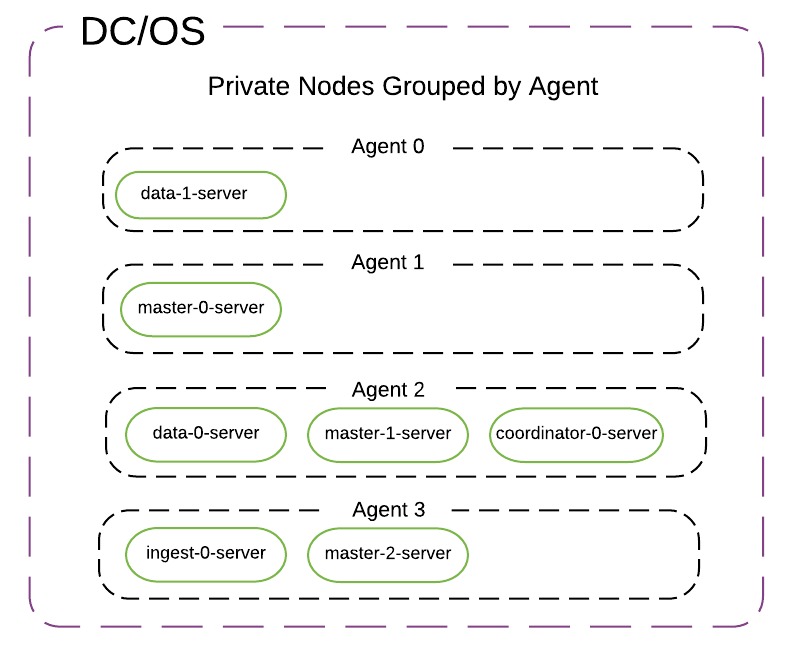 DC/OS
Private Nodes Grouped by Agent
Agent 0
data-1-server
Agent 1
master-0-server
Agent 2
data-0-server master-1-server coordinator-0-server
Agent 3
ingest-0-server master-2-server